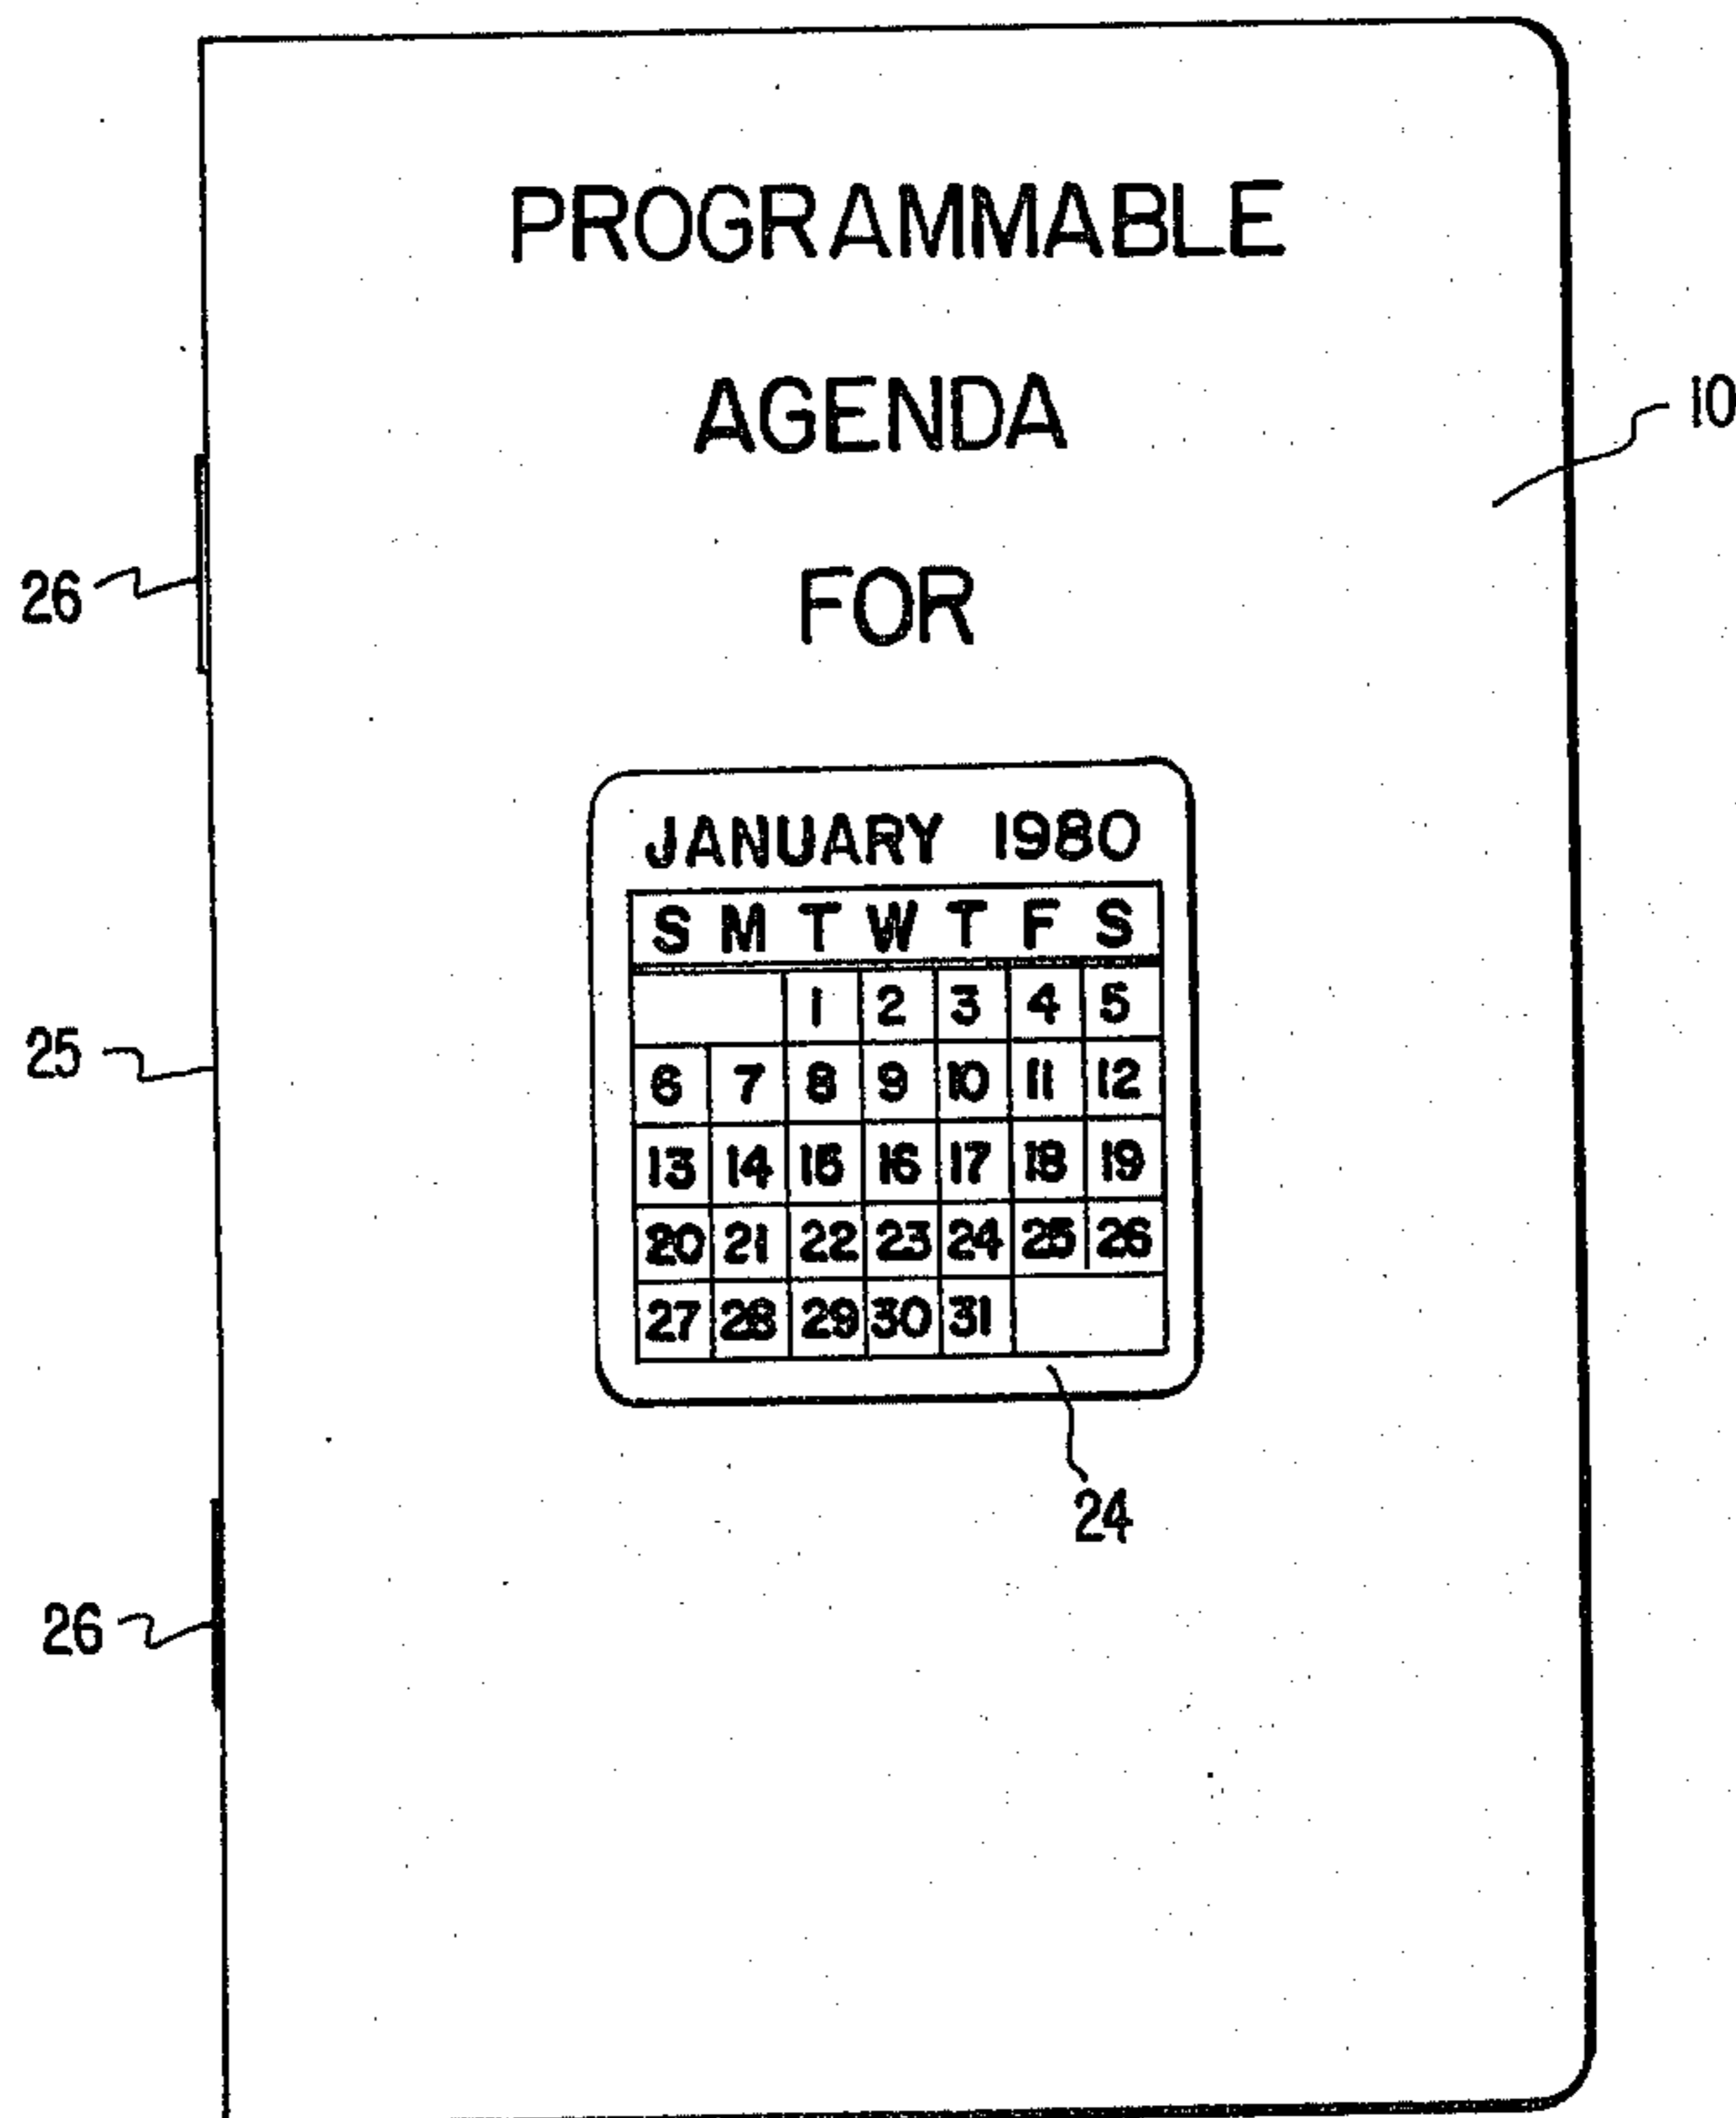 PROGRAMMABLE
AGENDA
10
FOR
26
JANUARY 1980
S M T W T F S
1 2 3 4 5
25
6 7 8 9 10 11 12
13 14 15 16 17 18 19
20 21 22 23 24 25 26
27 28 29 30 31
24
26